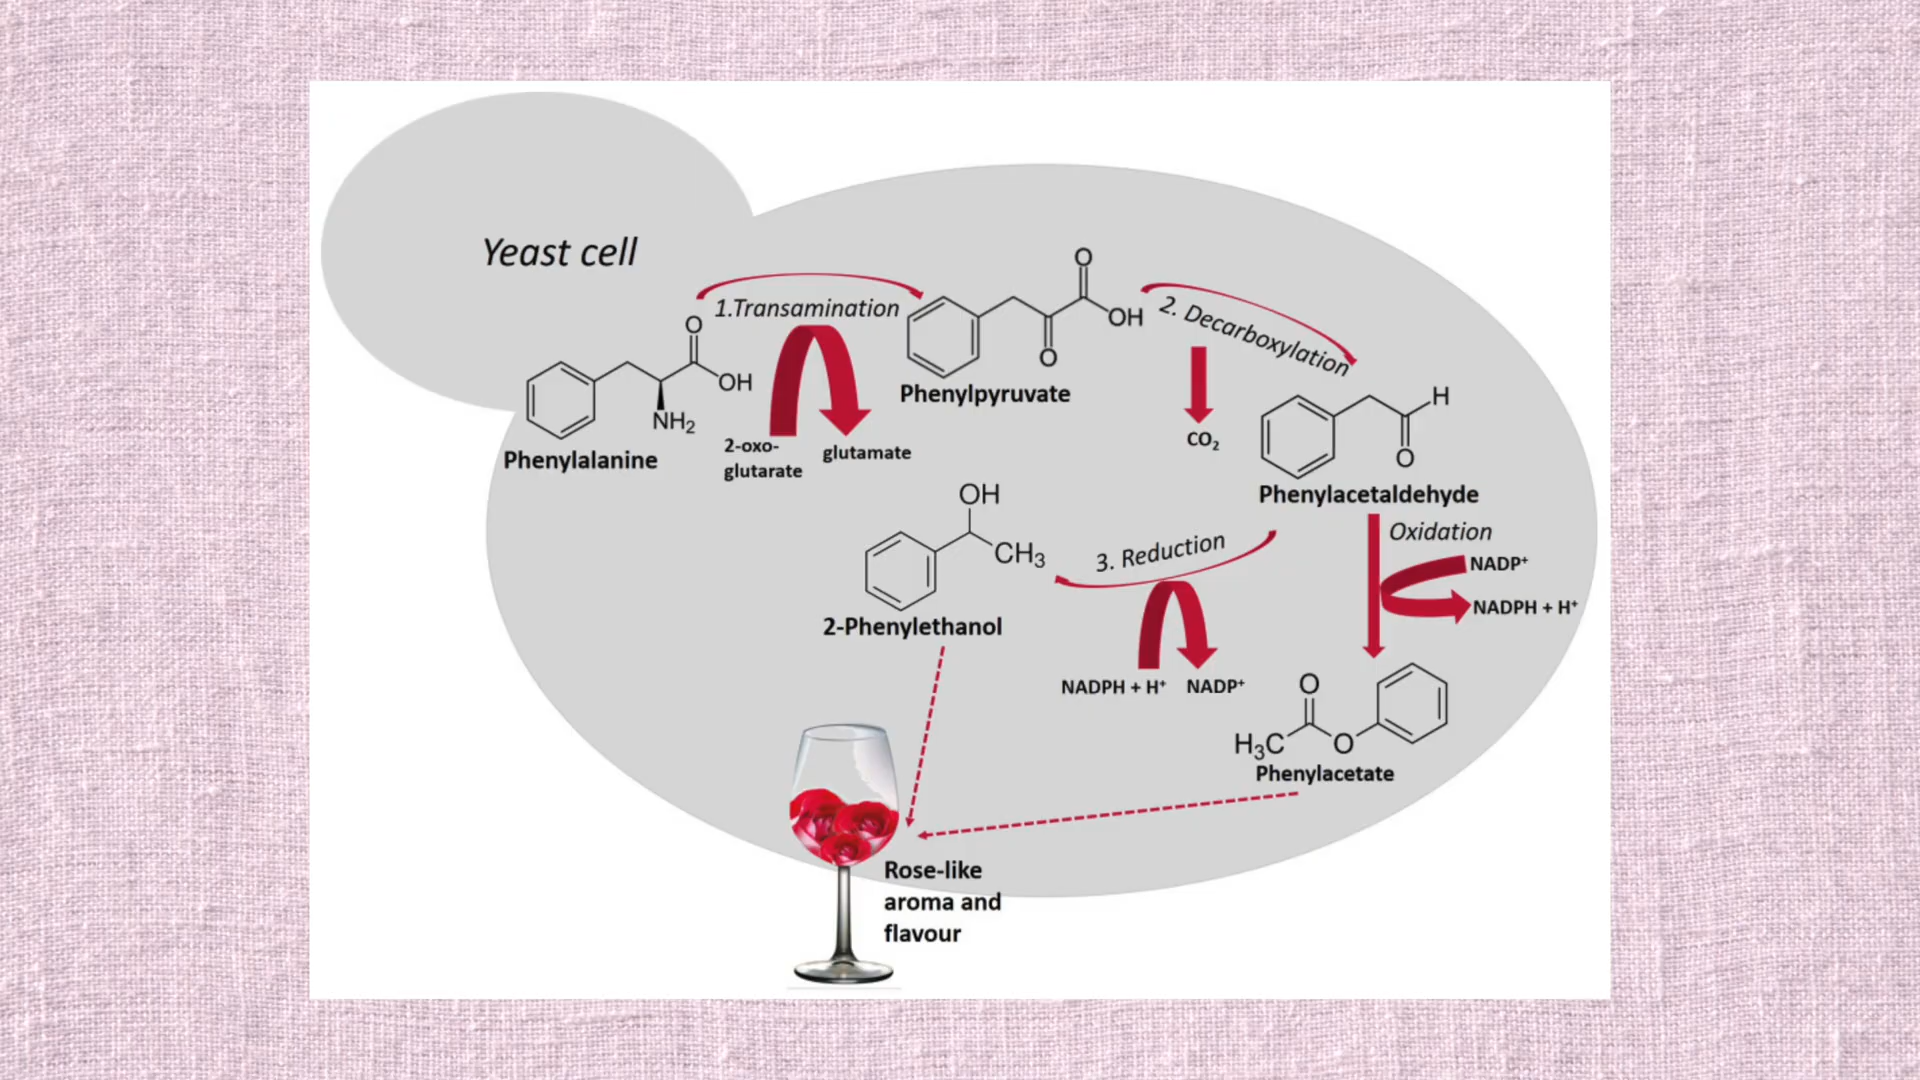 Yeast cell
1.Transamination
O
OH
NH₂
Phenylalanine
2-oxo-
glutarate
glutamate
O
OH
O
Phenylpyruvate
2. Decarboxylation
CO₂
H
O
Phenylacetaldehyde
Oxidation
NADP⁺
NADPH + H⁺
3. Reduction
NADPH + H⁺ NADP⁺
OH
CH₃
2-Phenylethanol
O
H₃C
O
Phenylacetate
Rose-like
aroma and
flavour